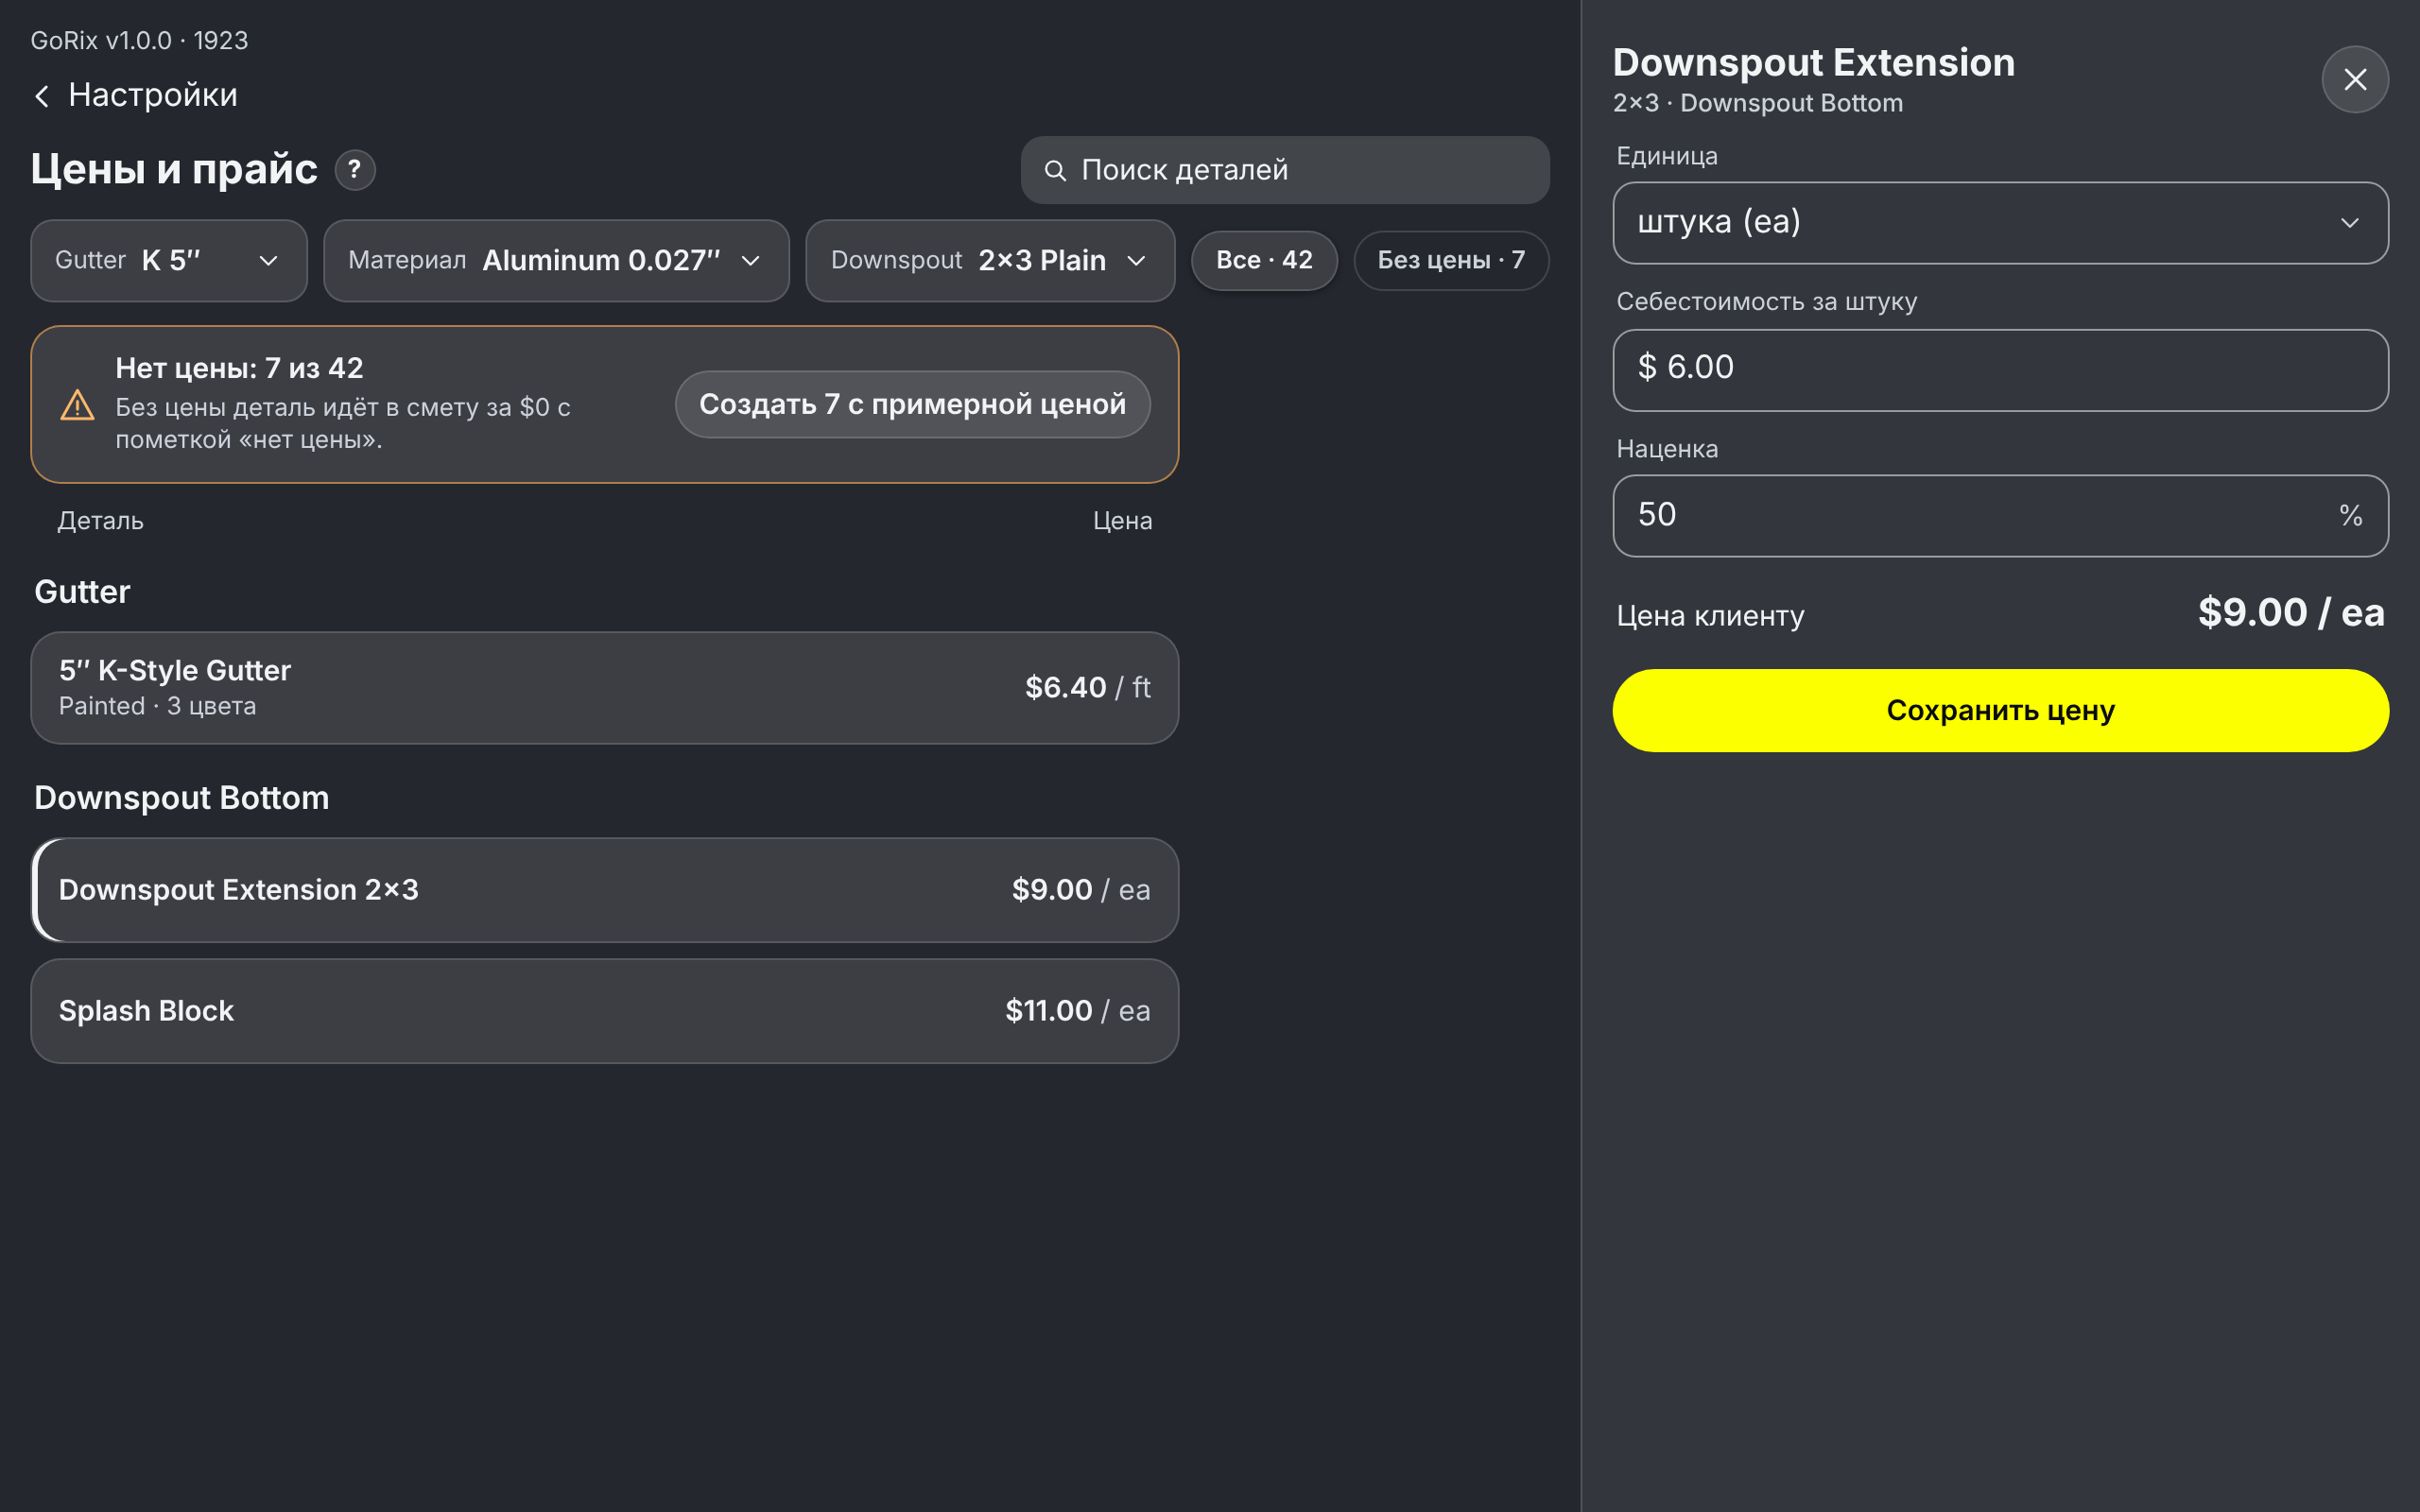 GoRix v1.0.0 · 1923
Настройки
Цены и прайс ?
Поиск деталей
Gutter K 5″
Материал Aluminum 0.027″
Downspout 2×3 Plain
Все · 42
Без цены · 7
Нет цены: 7 из 42
Без цены деталь идёт в смету за $0 с
пометкой «нет цены».
Создать 7 с примерной ценой
Деталь Цена
Gutter
5″ K-Style Gutter
Painted · 3 цвета
$6.40 / ft
Downspout Bottom
Downspout Extension 2×3 $9.00 / ea
Splash Block $11.00 / ea
Downspout Extension
2×3 · Downspout Bottom
Единица
штука (ea)
Себестоимость за штуку
$ 6.00
Наценка
50 %
Цена клиенту $9.00 / ea
Сохранить цену